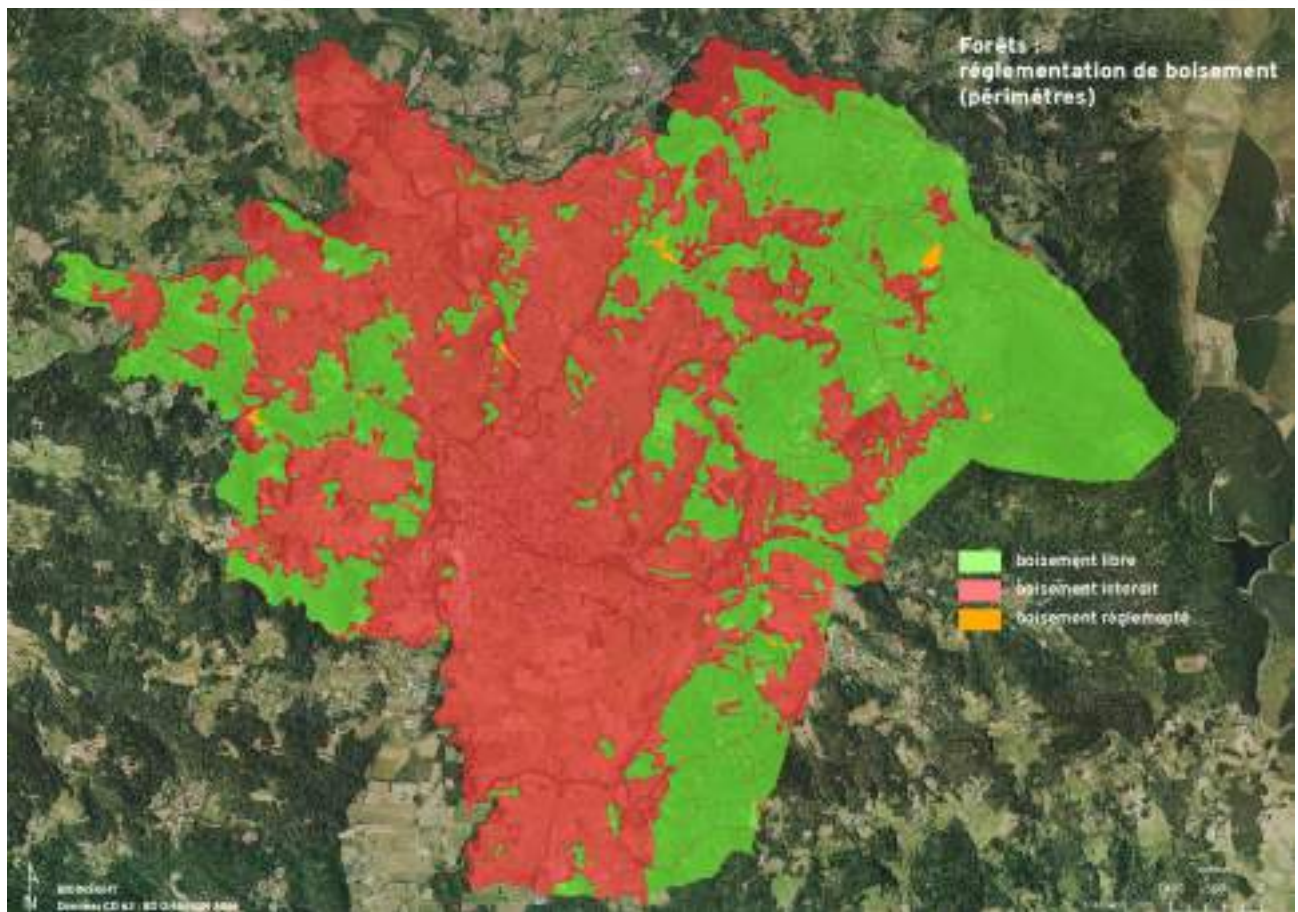 Forêts :
réglementation de boisement
(périmètres)
boisement libre
boisement interdit
boisement réglementé